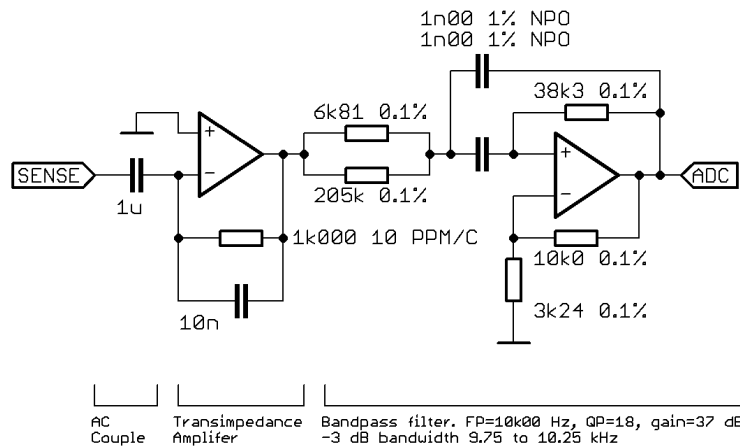 1n00 1% NPO
1n00 1% NPO
6k81 0.1%
38k3 0.1%
+
-
+
-
SENSE
ADC
205k 0.1%
1u
1k000 10 PPM/C
10k0 0.1%
10n
3k24 0.1%
AC
Couple
Transimpedance
Amplifer
Bandpass filter. FP=10k00 Hz, QP=18, gain=37 dB
-3 dB bandwidth 9.75 to 10.25 kHz